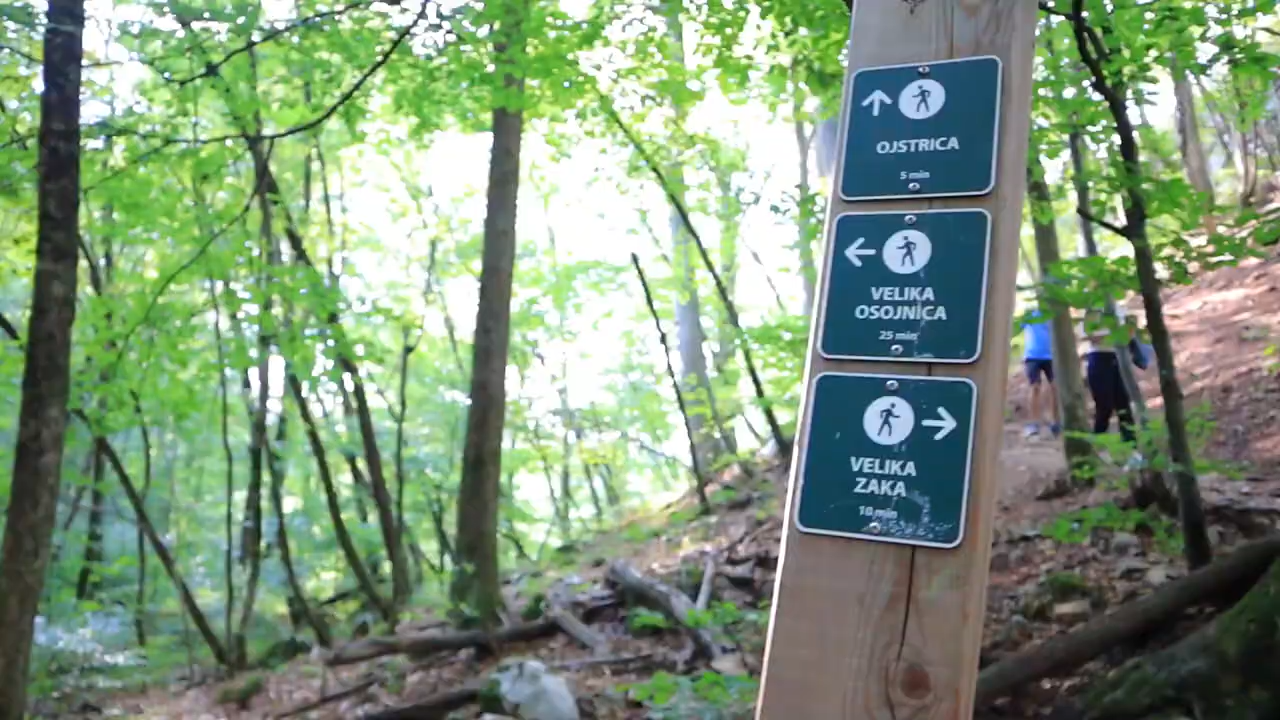 OJSTRICA
5 min
VELIKA
OSOJNICA
25 min
VELIKA
ZAKA
10 min